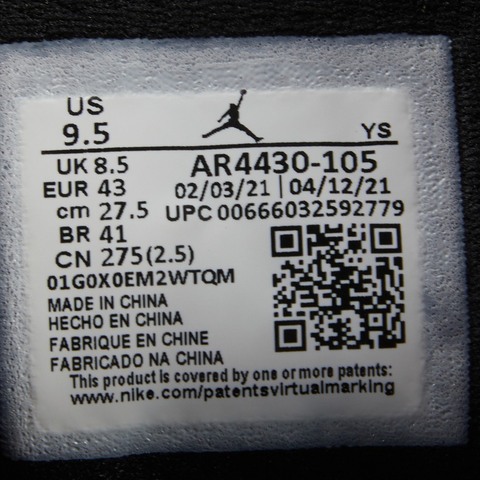 US
9.5
YS
UK 8.5
AR4430-105
EUR 43
02/03/21 | 04/12/21
cm 27.5
UPC 00666032592779
BR 41
CN 275(2.5)
01G0X0EM2WTQM
MADE IN CHINA
HECHO EN CHINA
FABRIQUE EN CHINE
FABRICADO NA CHINA
This product is covered by one or more patents:
www.nike.com/patentsvirtualmarking